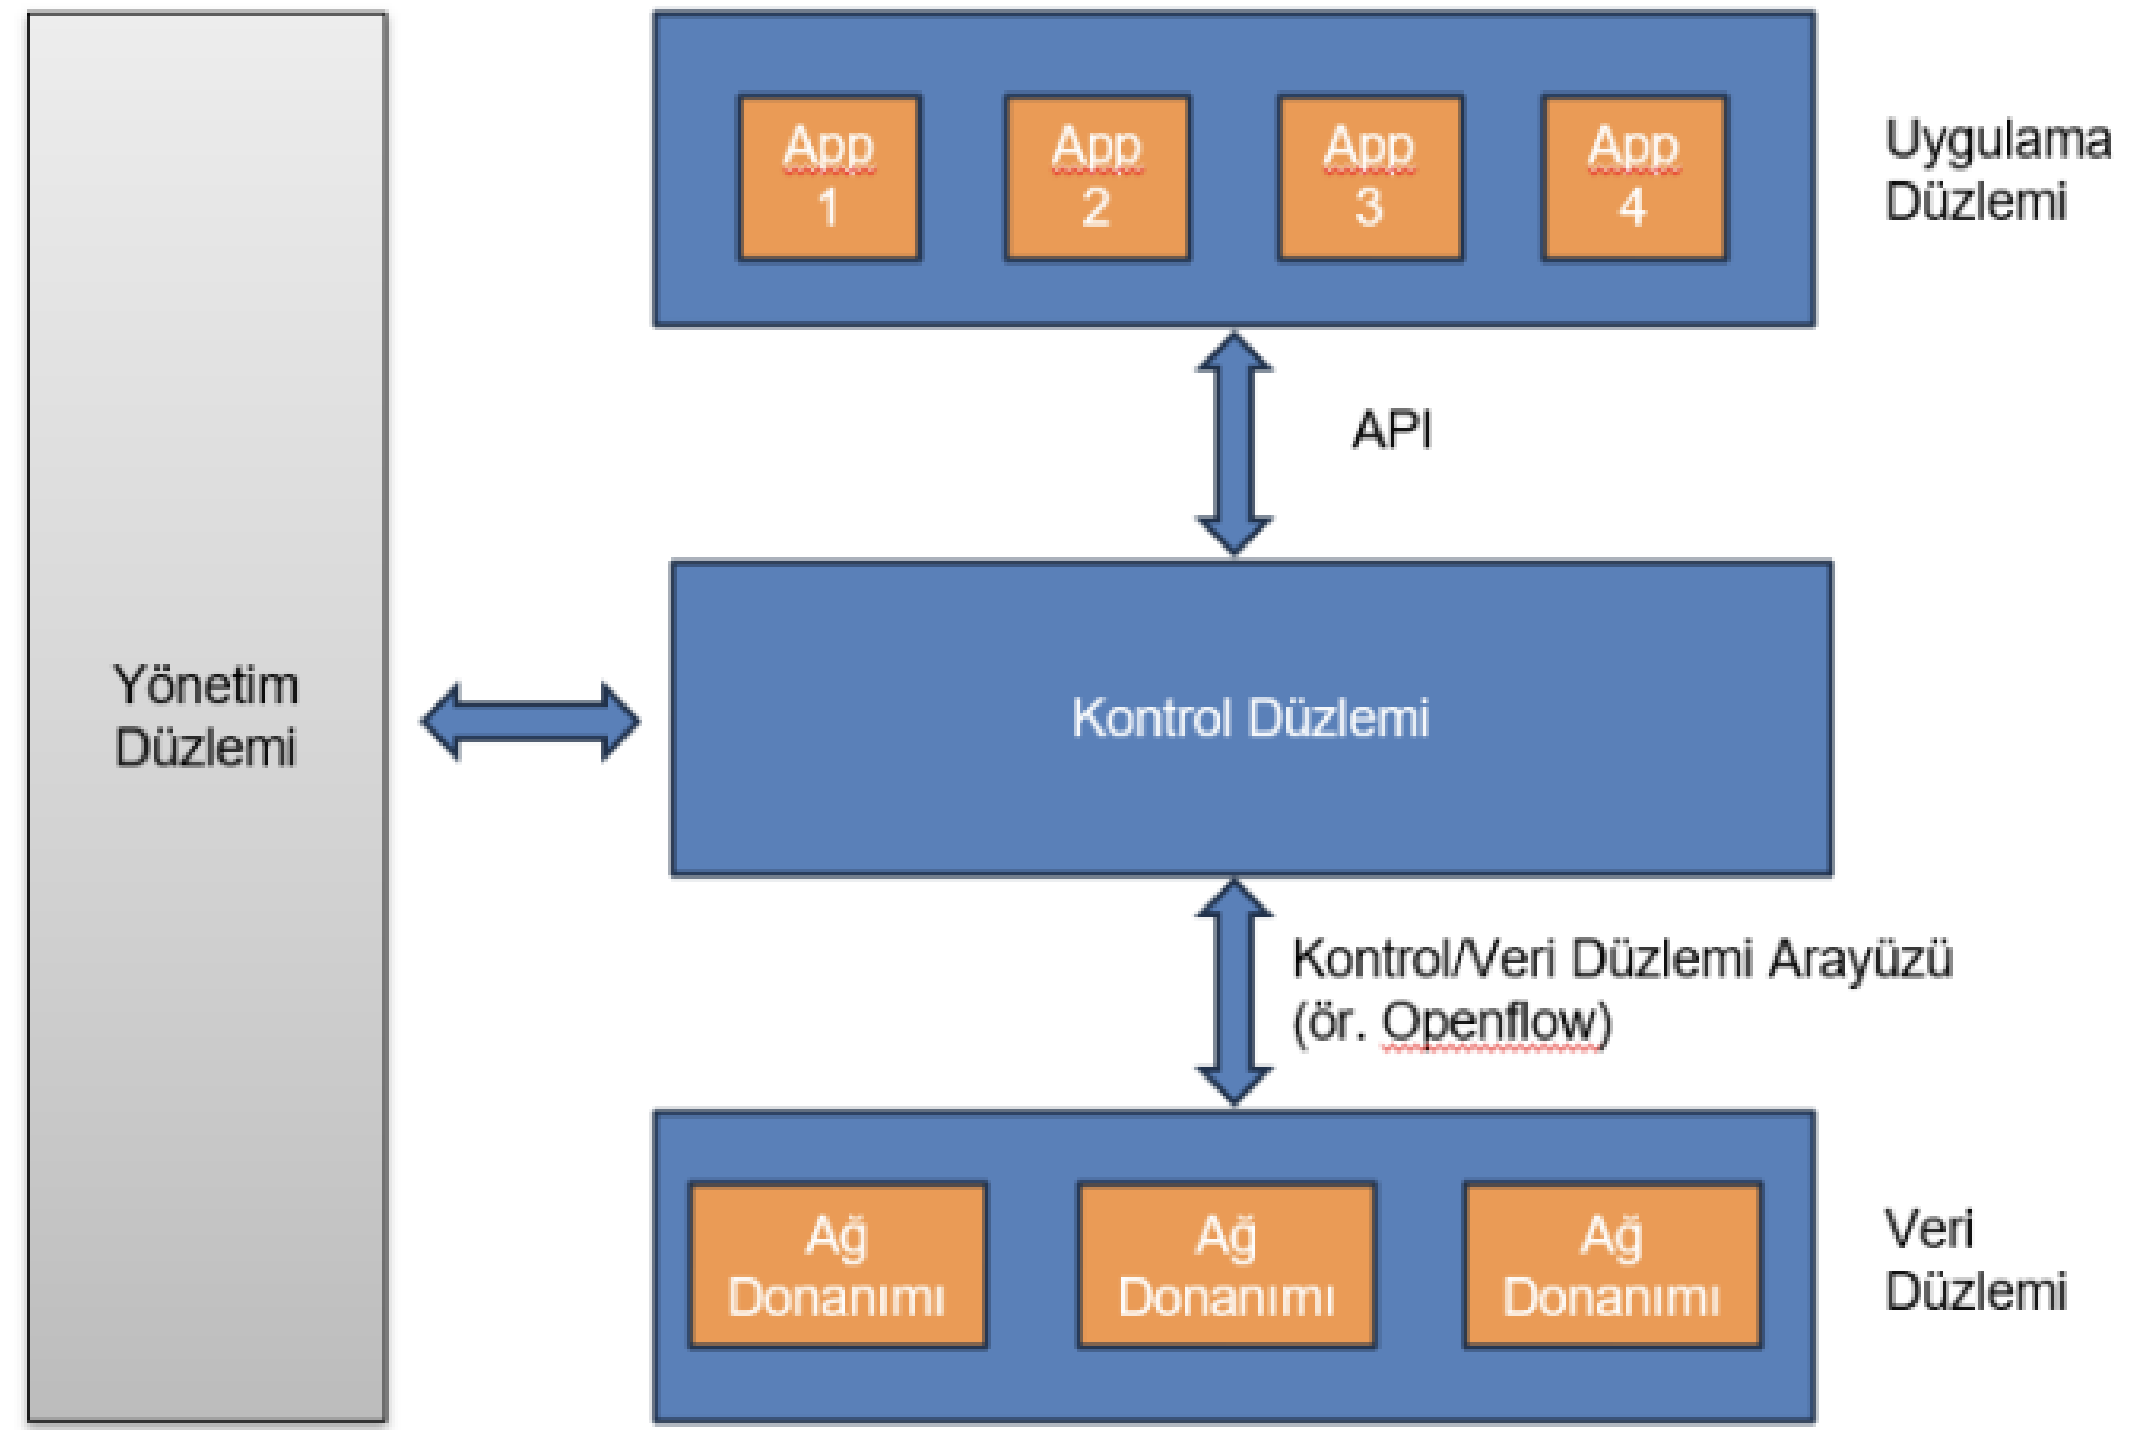 App
1
App
2
App
3
App
4
Uygulama
Düzlemi
API
Yönetim
Düzlemi
Kontrol Düzlemi
Kontrol/Veri Düzlemi Arayüzü
(ör. Openflow)
Ağ
Donanımı
Ağ
Donanımı
Ağ
Donanımı
Veri
Düzlemi